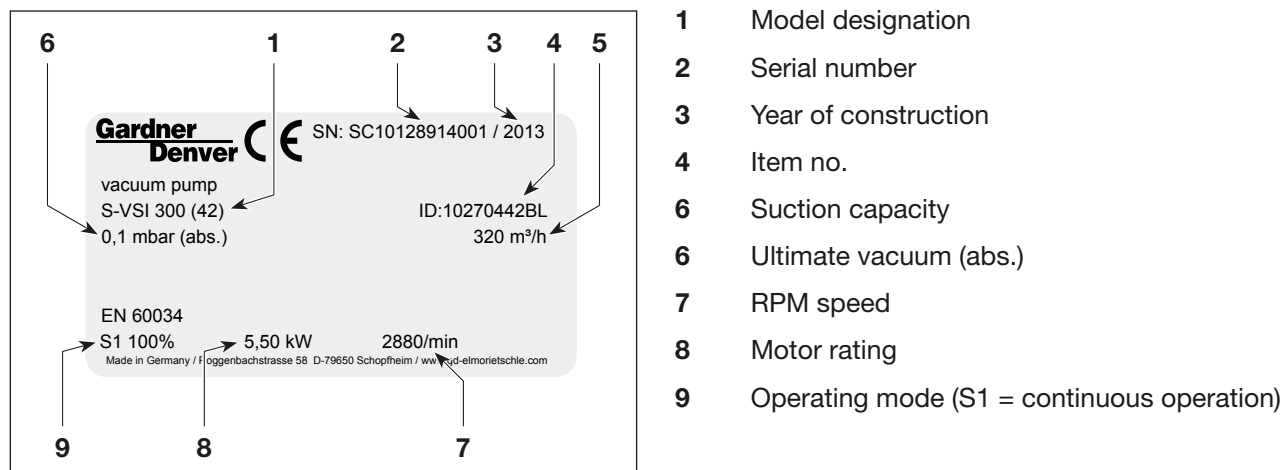 6 1 2 3 4 5
Gardner
Denver
CE SN: SC10128914001 / 2013
vacuum pump
S-VSI 300 (42) ID:10270442BL
0,1 mbar (abs.) 320 m³/h
EN 60034
S1 100% 5,50 kW 2880/min
Made in Germany / Roggenbachstrasse 58 D-79650 Schopfheim / www.gd-elmorietschle.com
9 8 7
1 Model designation
2 Serial number
3 Year of construction
4 Item no.
6 Suction capacity
6 Ultimate vacuum (abs.)
7 RPM speed
8 Motor rating
9 Operating mode (S1 = continuous operation)